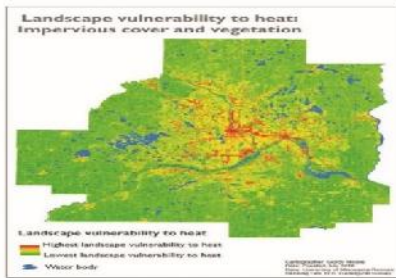 Landscape vulnerability to heat:
Impervious cover and vegetation
Landscape vulnerability to heat
Highest landscape vulnerability to heat
Lowest landscape vulnerability to heat
Water body